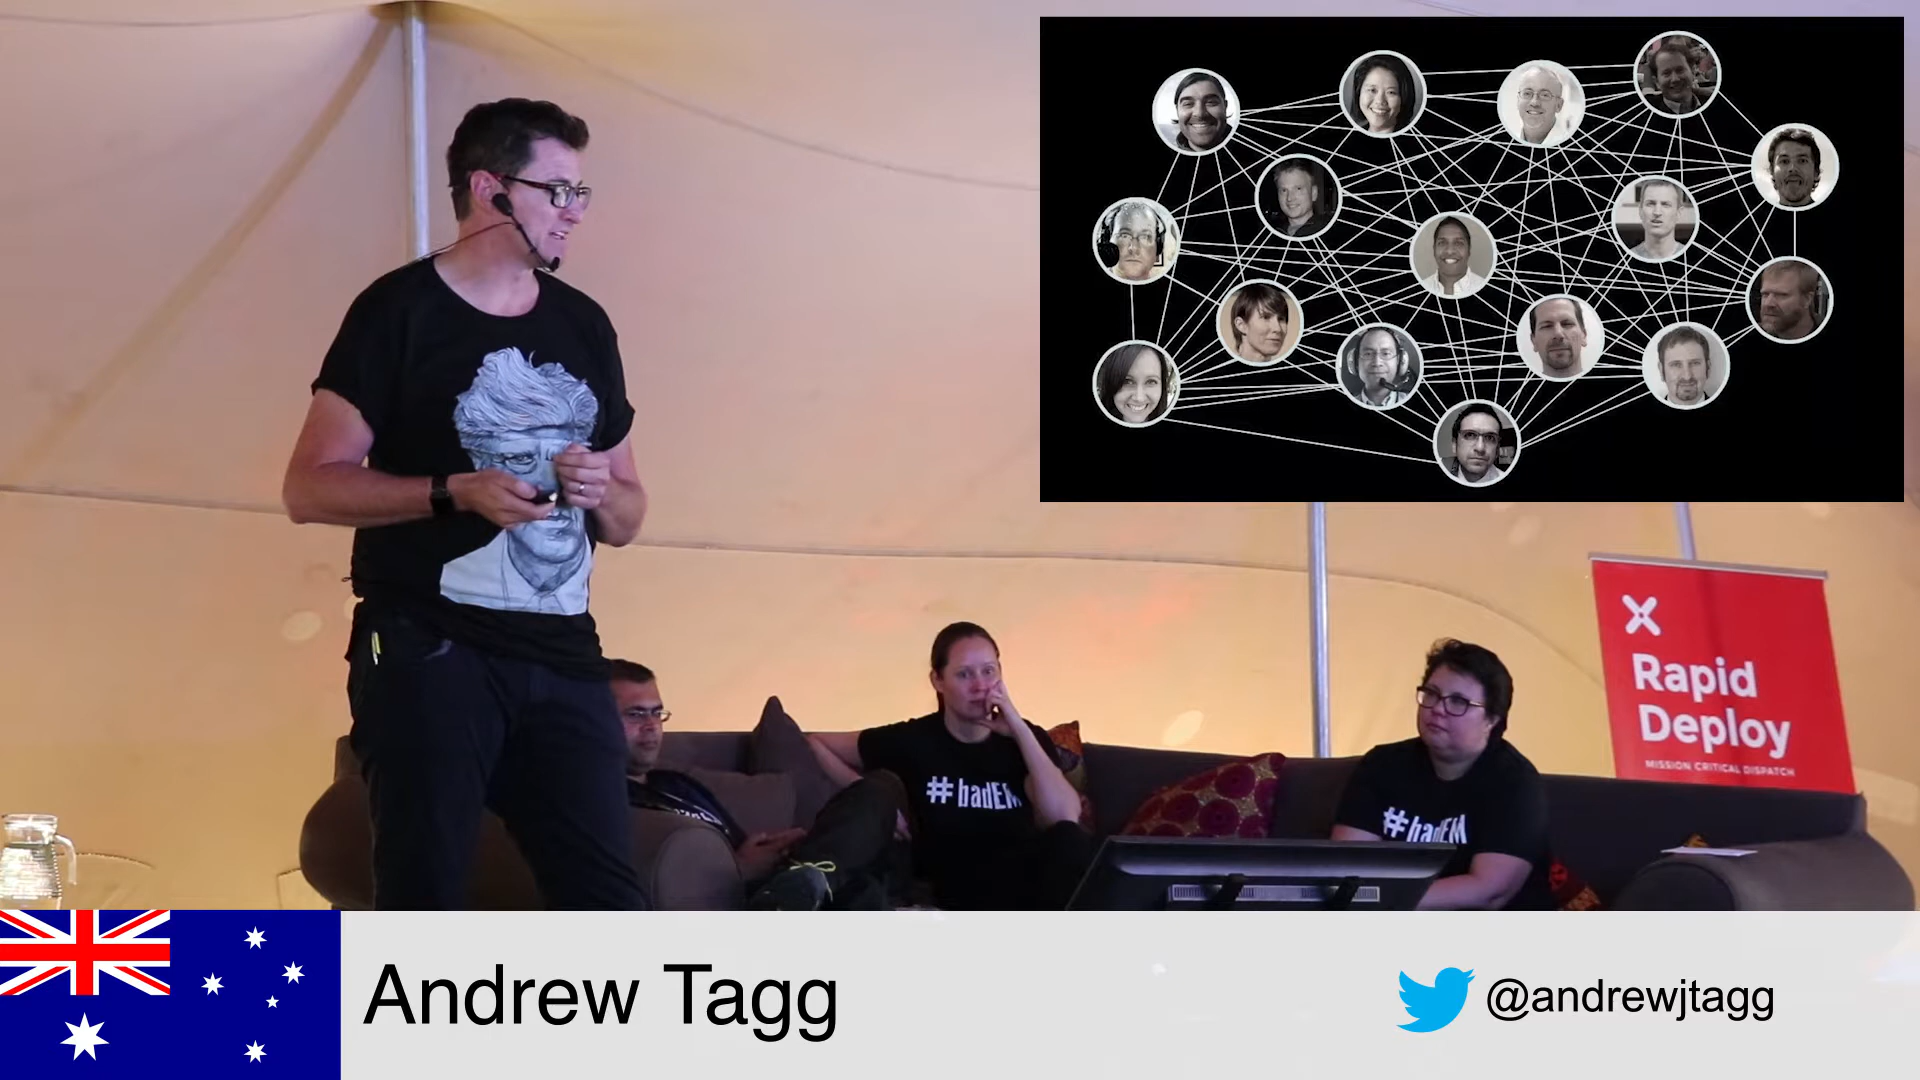 Rapid
Deploy
MISSION CRITICAL DISPATCH
#badEM
#badEM
Andrew Tagg
@andrewjtagg